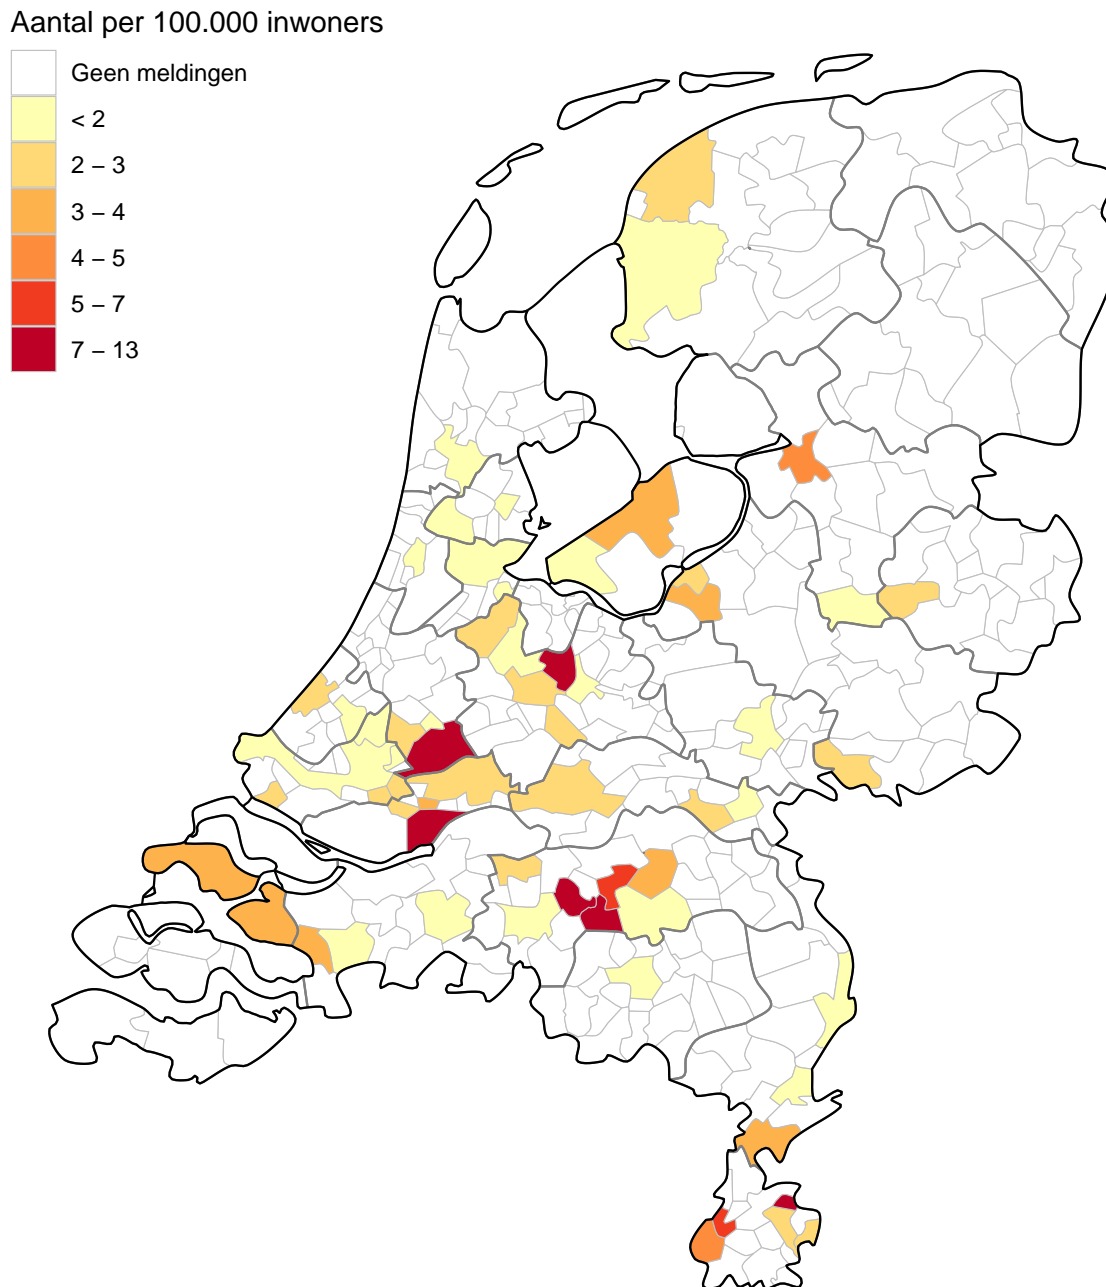 Aantal per 100.000 inwoners
Geen meldingen
< 2
2 – 3
3 – 4
4 – 5
5 – 7
7 – 13